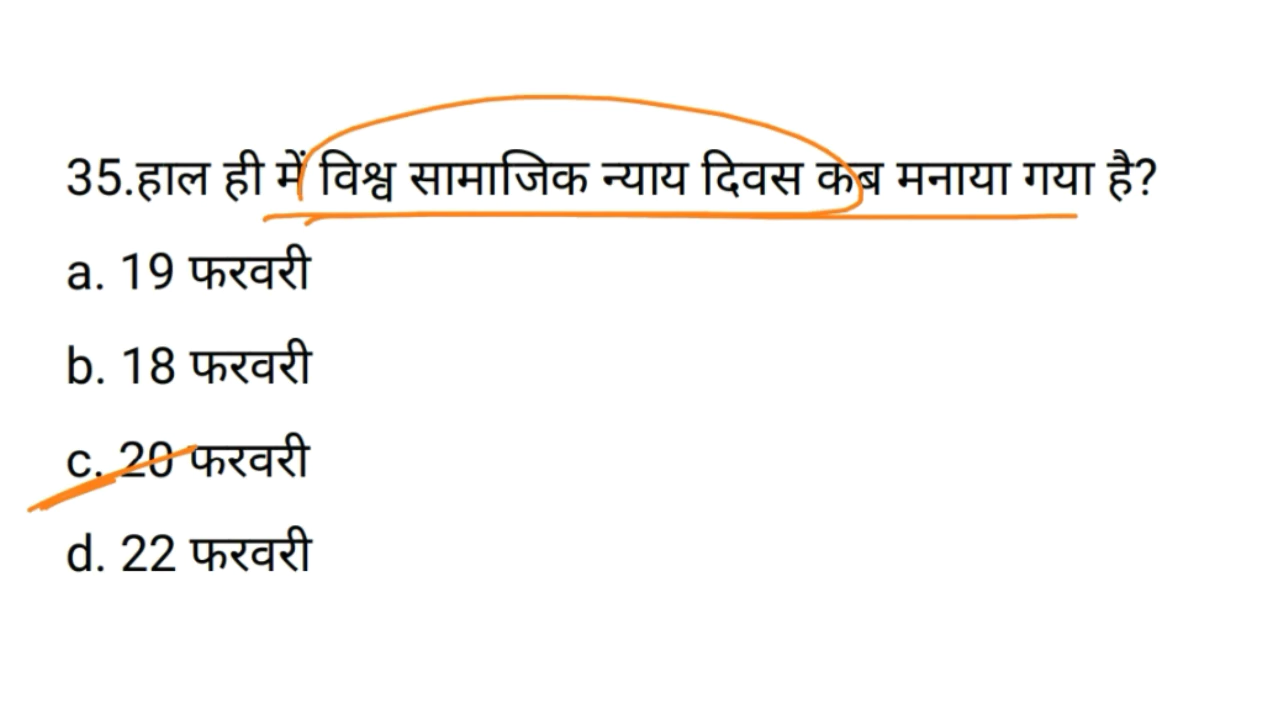 35.हाल ही में विश्व सामाजिक न्याय दिवस कब मनाया गया है?
a. 19 फरवरी
b. 18 फरवरी
c. 20 फरवरी
d. 22 फरवरी